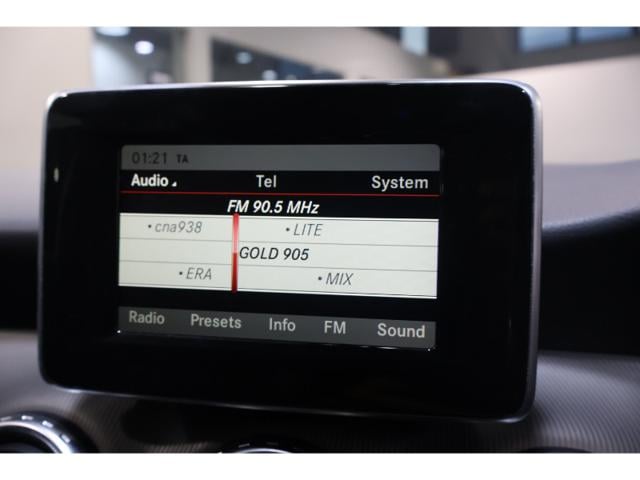 01:21 TA
Audio Tel System
FM 90.5 MHz
•cna938 •LITE
GOLD 905
•ERA •MIX
Radio Presets Info FM Sound